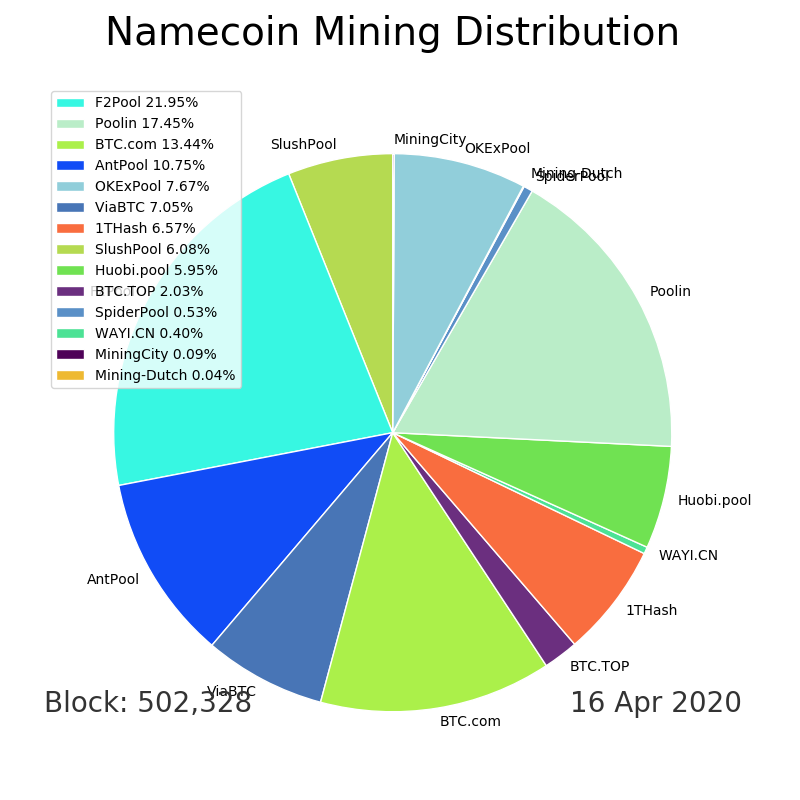 Namecoin Mining Distribution
F2Pool 21.95%
Poolin 17.45%
BTC.com 13.44%
AntPool 10.75%
OKExPool 7.67%
ViaBTC 7.05%
1THash 6.57%
SlushPool 6.08%
Huobi.pool 5.95%
BTC.TOP 2.03%
SpiderPool 0.53%
WAYI.CN 0.40%
MiningCity 0.09%
Mining-Dutch 0.04%
SlushPool
MiningCity
OKExPool
Mining-Dutch
SpiderPool
Poolin
Huobi.pool
WAYI.CN
1THash
BTC.TOP
BTC.com
ViaBTC
AntPool
Block: 502,328
16 Apr 2020